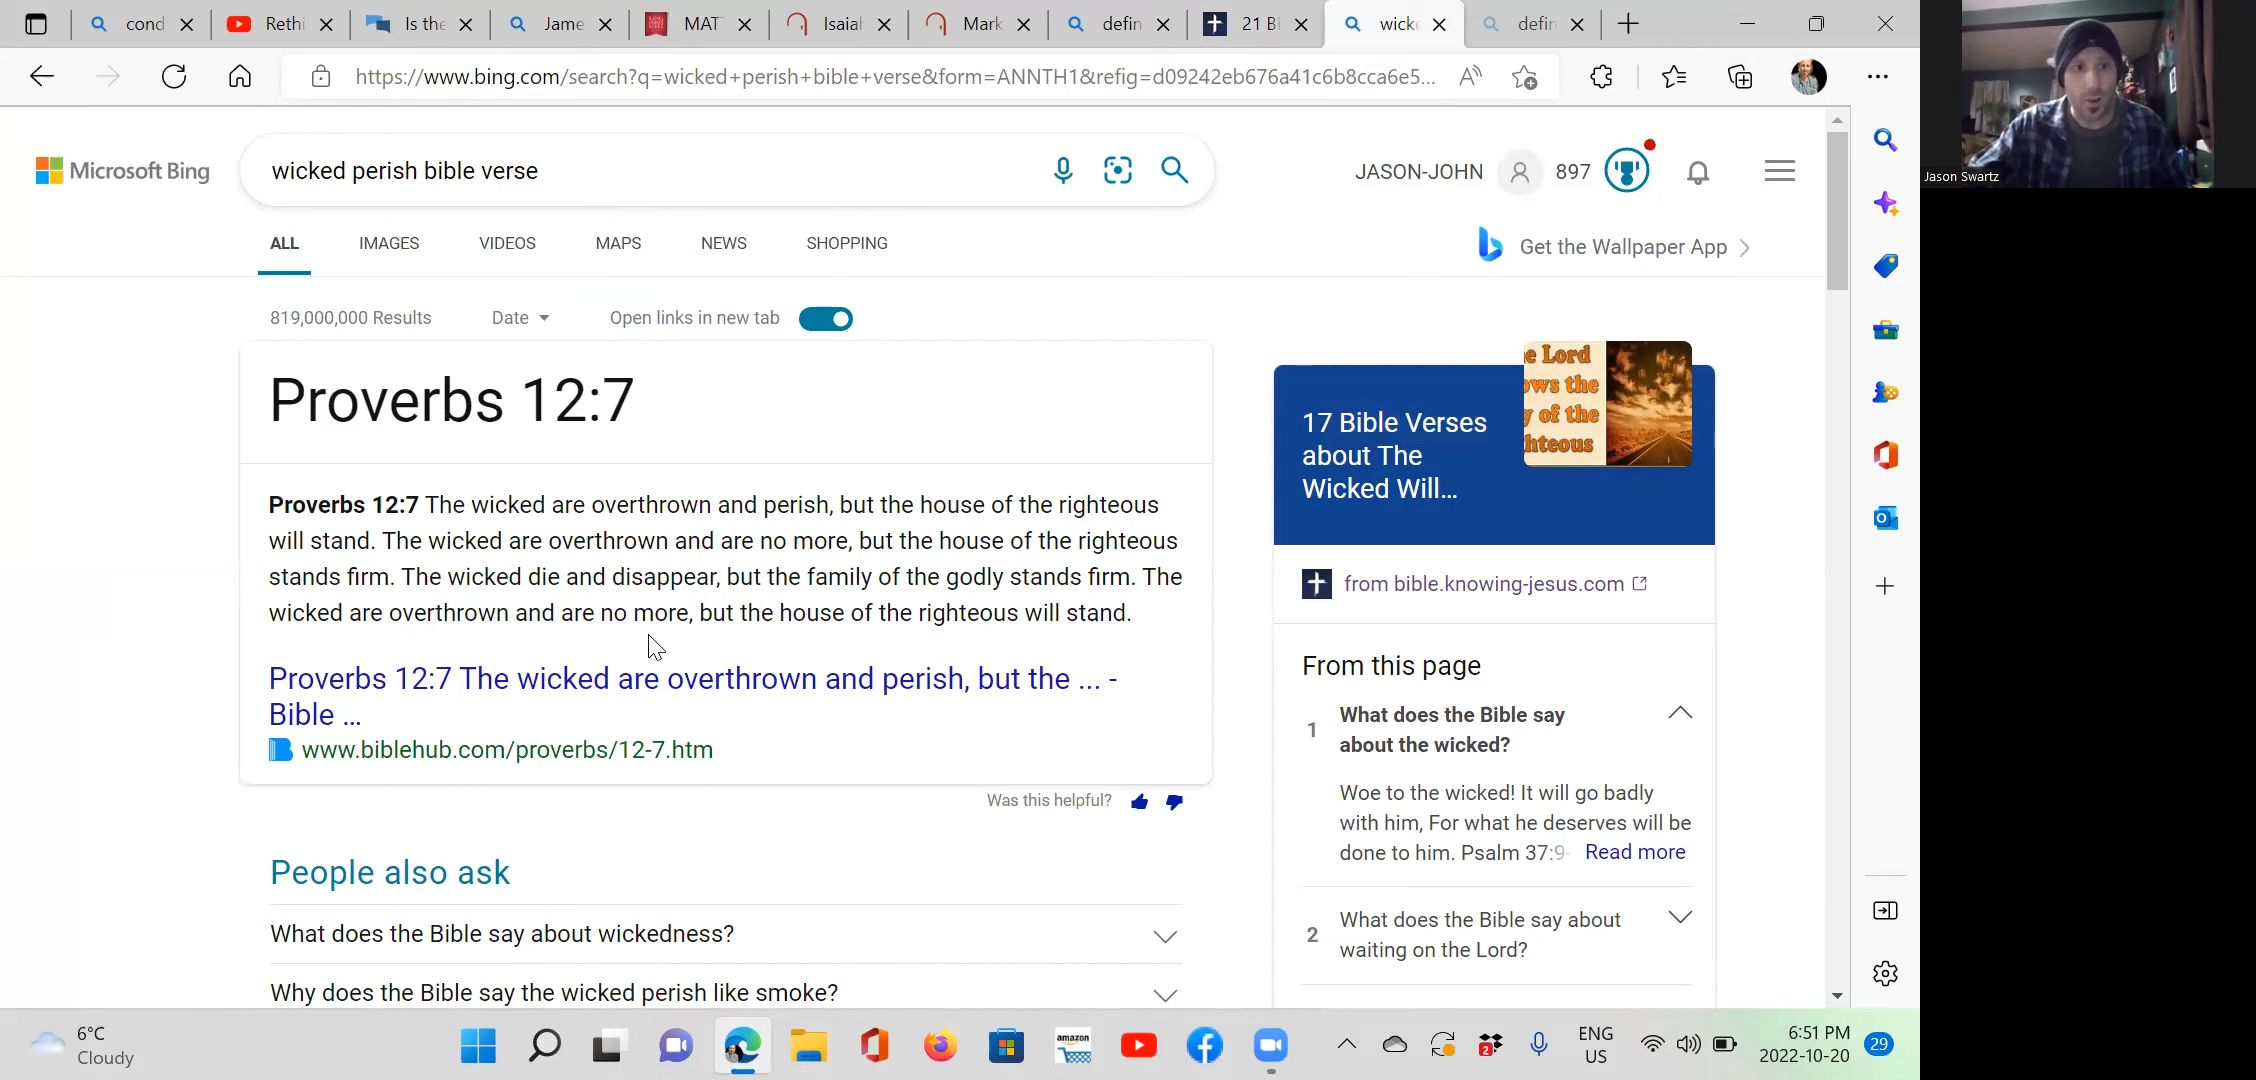 cond
Rethi
Is the
Jame
MAT
Isaiah
Mark
defin
21 Bi
wick
defin
https://www.bing.com/search?q=wicked+perish+bible+verse&form=ANNTH1&refig=d09242eb676a41c6b8cca6e5...
Jason Swartz
Microsoft Bing
wicked perish bible verse
JASON-JOHN
897
ALL
IMAGES
VIDEOS
MAPS
NEWS
SHOPPING
Get the Wallpaper App
819,000,000 Results
Date
Open links in new tab
Proverbs 12:7
Proverbs 12:7 The wicked are overthrown and perish, but the house of the righteous
will stand. The wicked are overthrown and are no more, but the house of the righteous
stands firm. The wicked die and disappear, but the family of the godly stands firm. The
wicked are overthrown and are no more, but the house of the righteous will stand.
Proverbs 12:7 The wicked are overthrown and perish, but the ... -
Bible ...
www.biblehub.com/proverbs/12-7.htm
Was this helpful?
People also ask
What does the Bible say about wickedness?
Why does the Bible say the wicked perish like smoke?
e Lord
ows the
y of the
hteous
17 Bible Verses
about The
Wicked Will...
from bible.knowing-jesus.com
From this page
1
What does the Bible say
about the wicked?
Woe to the wicked! It will go badly
with him, For what he deserves will be
done to him. Psalm 37:9- Read more
2
What does the Bible say about
waiting on the Lord?
6°C
Cloudy
amazon
2
ENG
US
6:51 PM
2022-10-20
29